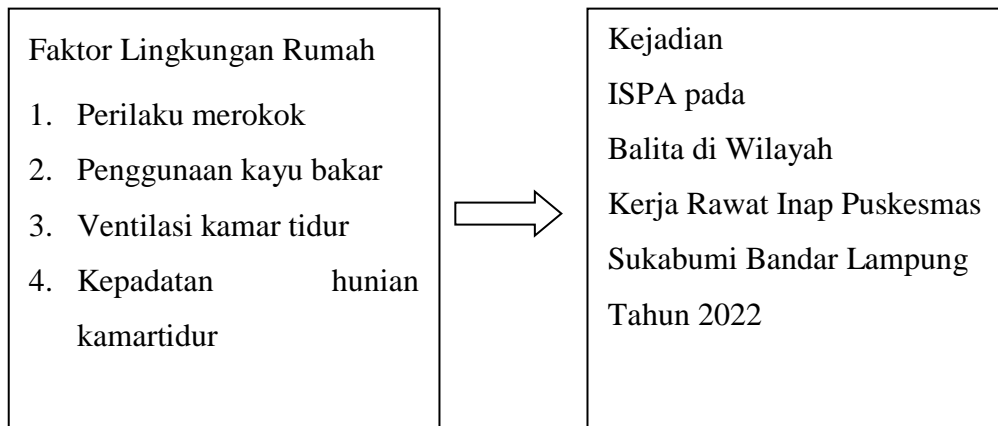 Faktor Lingkungan Rumah
1. Perilaku merokok
2. Penggunaan kayu bakar
3. Ventilasi kamar tidur
4. Kepadatan hunian
kamartidur
Kejadian
ISPA pada
Balita di Wilayah
Kerja Rawat Inap Puskesmas
Sukabumi Bandar Lampung
Tahun 2022